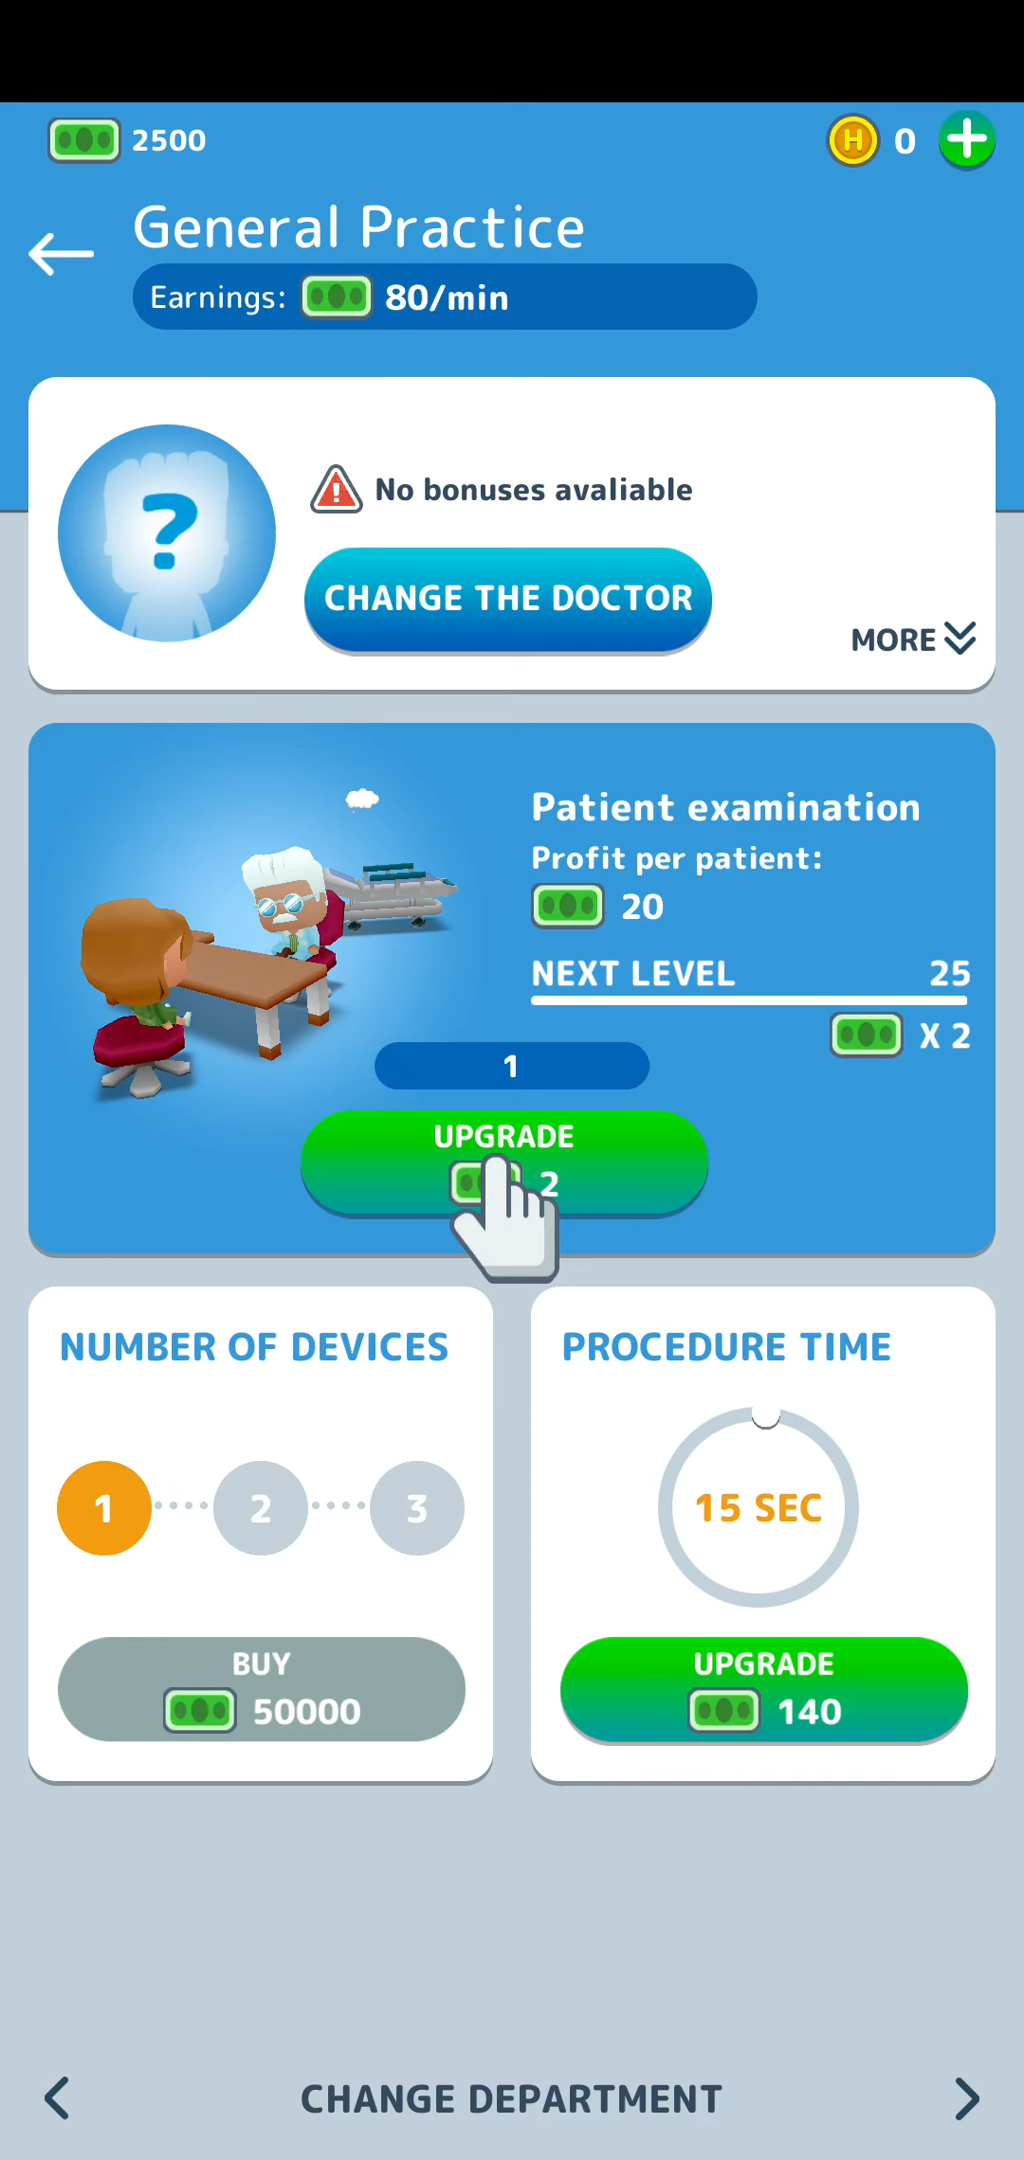 2500
H 0
General Practice
Earnings: 80/min
?
No bonuses avaliable
CHANGE THE DOCTOR
MORE
Patient examination
Profit per patient:
20
NEXT LEVEL 25
X 2
1
UPGRADE
2
NUMBER OF DEVICES
1 2 3
BUY
50000
PROCEDURE TIME
15 SEC
UPGRADE
140
CHANGE DEPARTMENT